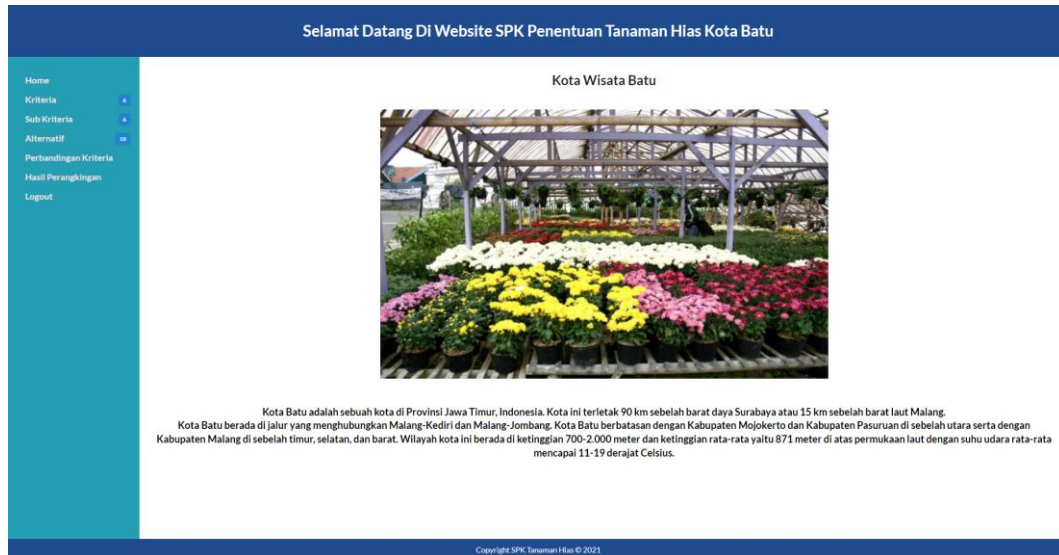 Selamat Datang Di Website SPK Penentuan Tanaman Hias Kota Batu
Home
Kriteria
Sub Kriteria
Alternatif
Perbandingan Kriteria
Hasil Perangkingan
Logout
Kota Wisata Batu
Kota Batu adalah sebuah kota di Provinsi Jawa Timur, Indonesia. Kota ini terletak 90 km sebelah barat daya Surabaya atau 15 km sebelah barat laut Malang.
Kota Batu berada di jalur yang menghubungkan Malang-Kediri dan Malang-Jombang. Kota Batu berbatasan dengan Kabupaten Mojokerto dan Kabupaten Pasuruan di sebelah utara serta dengan
Kabupaten Malang di sebelah timur, selatan, dan barat. Wilayah kota ini berada di ketinggian 700-2.000 meter dan ketinggian rata-rata yaitu 871 meter di atas permukaan laut dengan suhu udara rata-rata
mencapai 11-19 derajat Celsius.
Copyright SPK Tanaman Hias © 2021